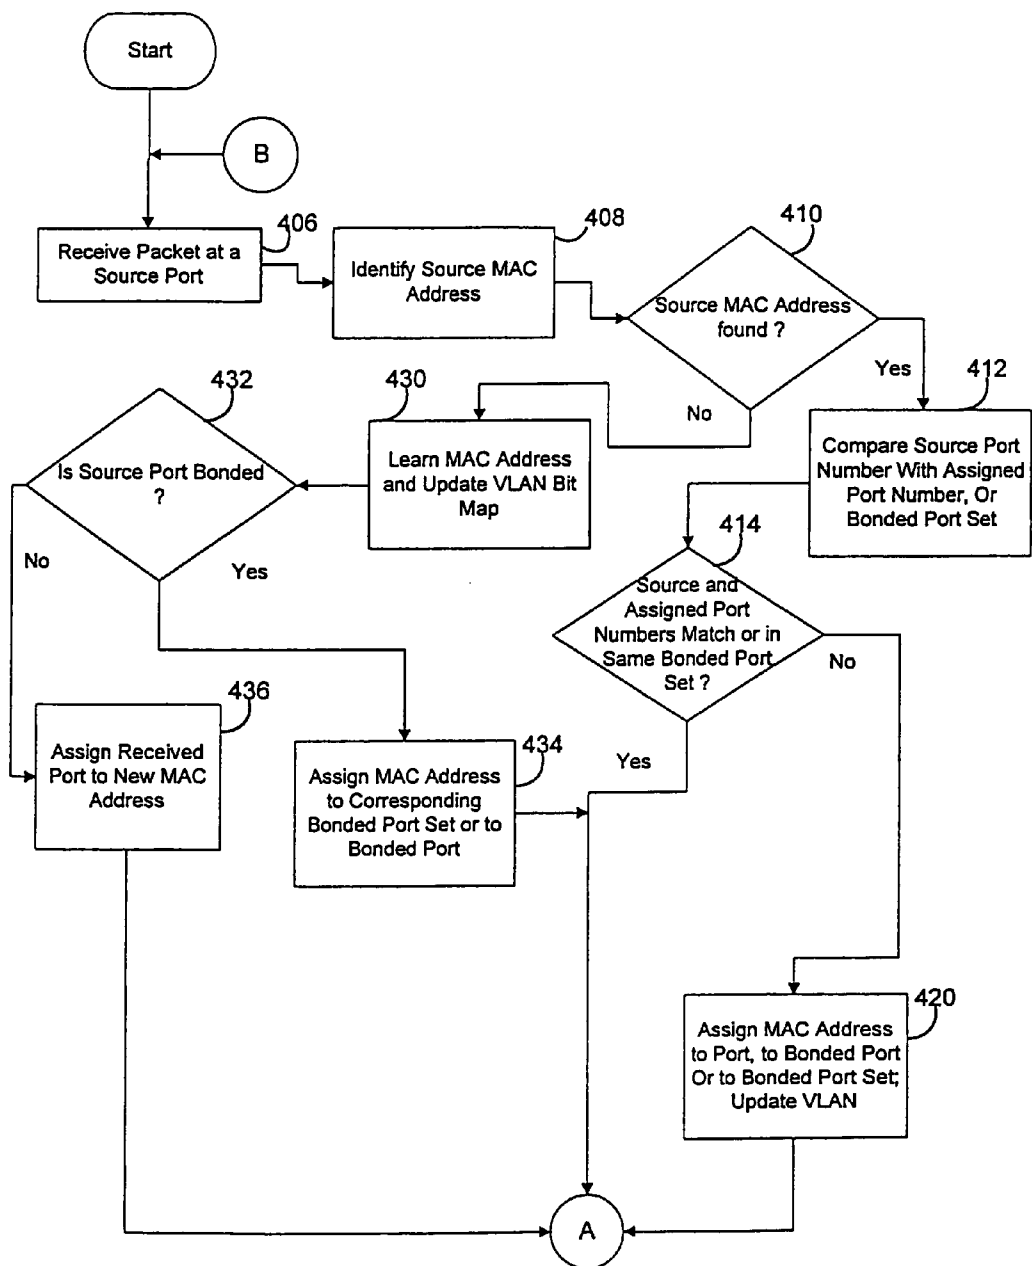 Start
B
406
Receive Packet at a
Source Port
408
Identify Source MAC
Address
410
Source MAC Address
found ?
Yes
No
412
Compare Source Port
Number With Assigned
Port Number, Or
Bonded Port Set
430
Learn MAC Address
and Update VLAN Bit
Map
432
Is Source Port Bonded
?
No
Yes
414
Source and
Assigned Port
Numbers Match or in
Same Bonded Port
Set ?
No
Yes
436
Assign Received
Port to New MAC
Address
434
Assign MAC Address
to Corresponding
Bonded Port Set or to
Bonded Port
420
Assign MAC Address
to Port, to Bonded Port
Or to Bonded Port Set;
Update VLAN
A